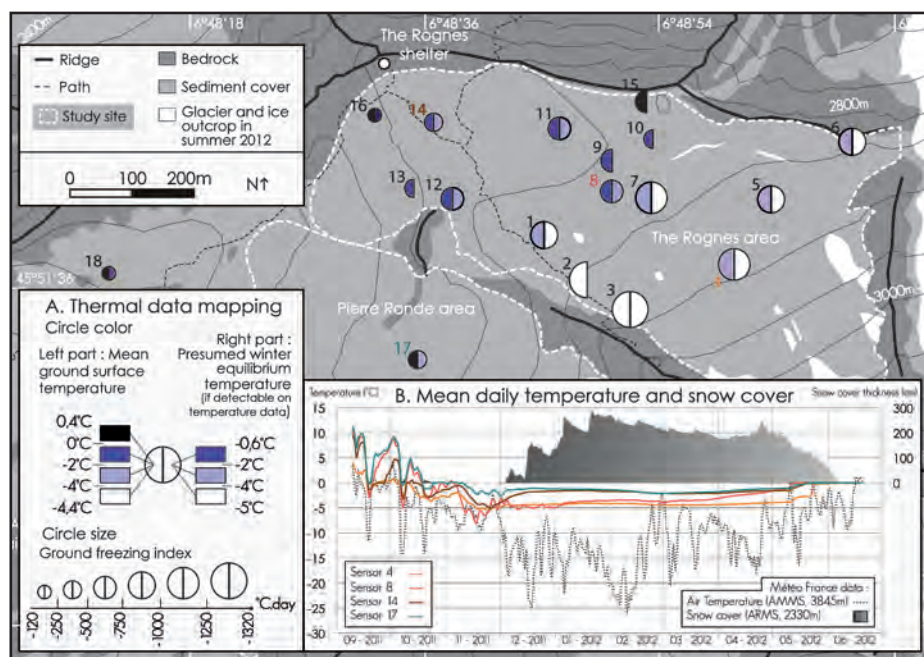 6°48'18
6°48'36
6°48'54
2400m
The Rognes
shelter
Ridge
Path
Study site
Bedrock
Sediment cover
Glacier and ice
outcrop in
summer 2012
0 100 200m
N↑
15
2800m
16
14
11
10
6
9
8
13
12
7
5
1
The Rognes area
2
4
3
18
45°51'36
Pierre Ronde area
3000m
17
A. Thermal data mapping
Circle color
Left part : Mean
ground surface
temperature
Right part :
Presumed winter
equilibrium
temperature
(if detectable on
temperature data)
0,4°C
0°C
-2°C
-4°C
-4,4°C
-0,6°C
-2°C
-4°C
-5°C
Circle size
Ground freezing index
°C.day
-120
-250
-500
-750
-1000
-1250
-1320
Temperature (°C)
B. Mean daily temperature and snow cover
Snow cover thickness (cm)
15
10
5
0
-5
-10
-15
-20
-25
-30
300
200
100
0
Sensor 4
Sensor 8
Sensor 14
Sensor 17
Météo France data :
Air Temperature (AMMS, 3845m)
Snow cover (ARMS, 2330m)
09 - 2011 10 - 2011 11 - 2011 12 - 2011 01 - 2012 02 - 2012 03 - 2012 04 - 2012 05 - 2012 06 - 2012